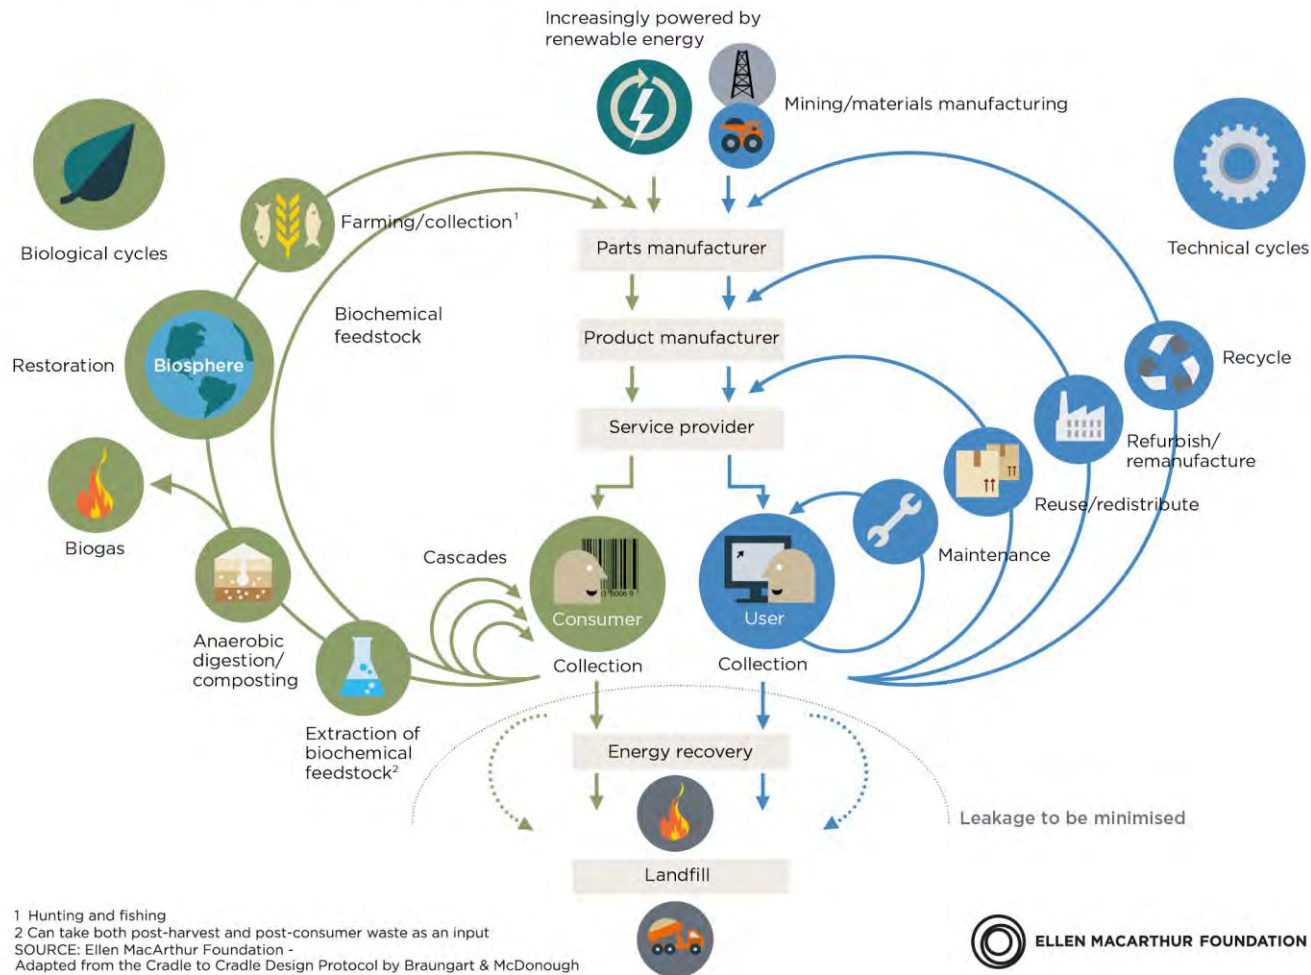 Increasingly powered by
renewable energy
Mining/materials manufacturing
Biological cycles
Technical cycles
Farming/collection¹
Parts manufacturer
Biochemical
feedstock
Product manufacturer
Restoration
Biosphere
Recycle
Service provider
Refurbish/
remanufacture
Reuse/redistribute
Biogas
Cascades
Maintenance
Consumer
User
Anaerobic
digestion/
composting
Collection
Collection
Extraction of
biochemical
feedstock²
Energy recovery
Leakage to be minimised
Landfill
1 Hunting and fishing
2 Can take both post-harvest and post-consumer waste as an input
SOURCE: Ellen MacArthur Foundation -
Adapted from the Cradle to Cradle Design Protocol by Braungart & McDonough
ELLEN MACARTHUR FOUNDATION